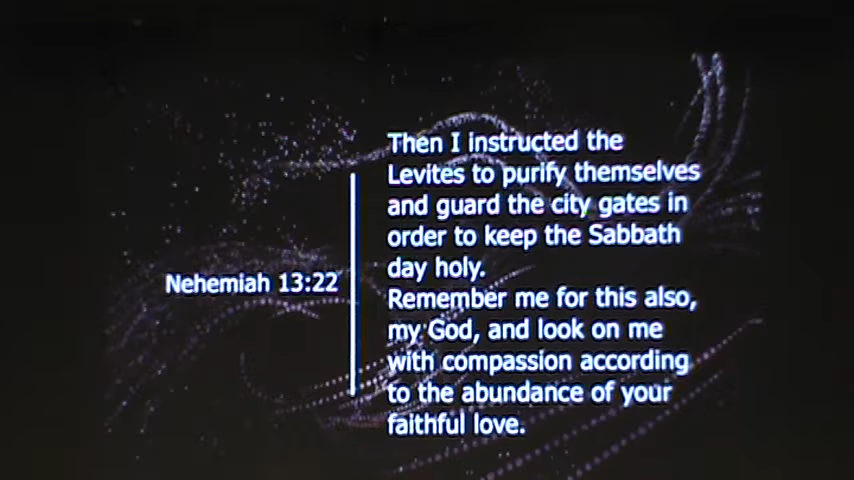 Nehemiah 13:22
Then I instructed the
Levites to purify themselves
and guard the city gates in
order to keep the Sabbath
day holy.
Remember me for this also,
my God, and look on me
with compassion according
to the abundance of your
faithful love.